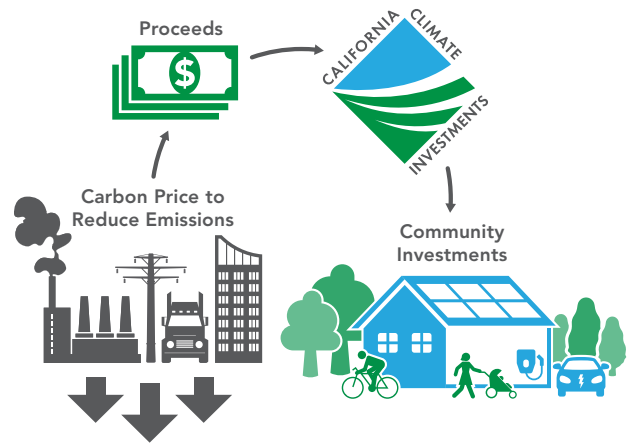 Proceeds
$
CALIFORNIA
CLIMATE
INVESTMENTS
Carbon Price to
Reduce Emissions
Community
Investments